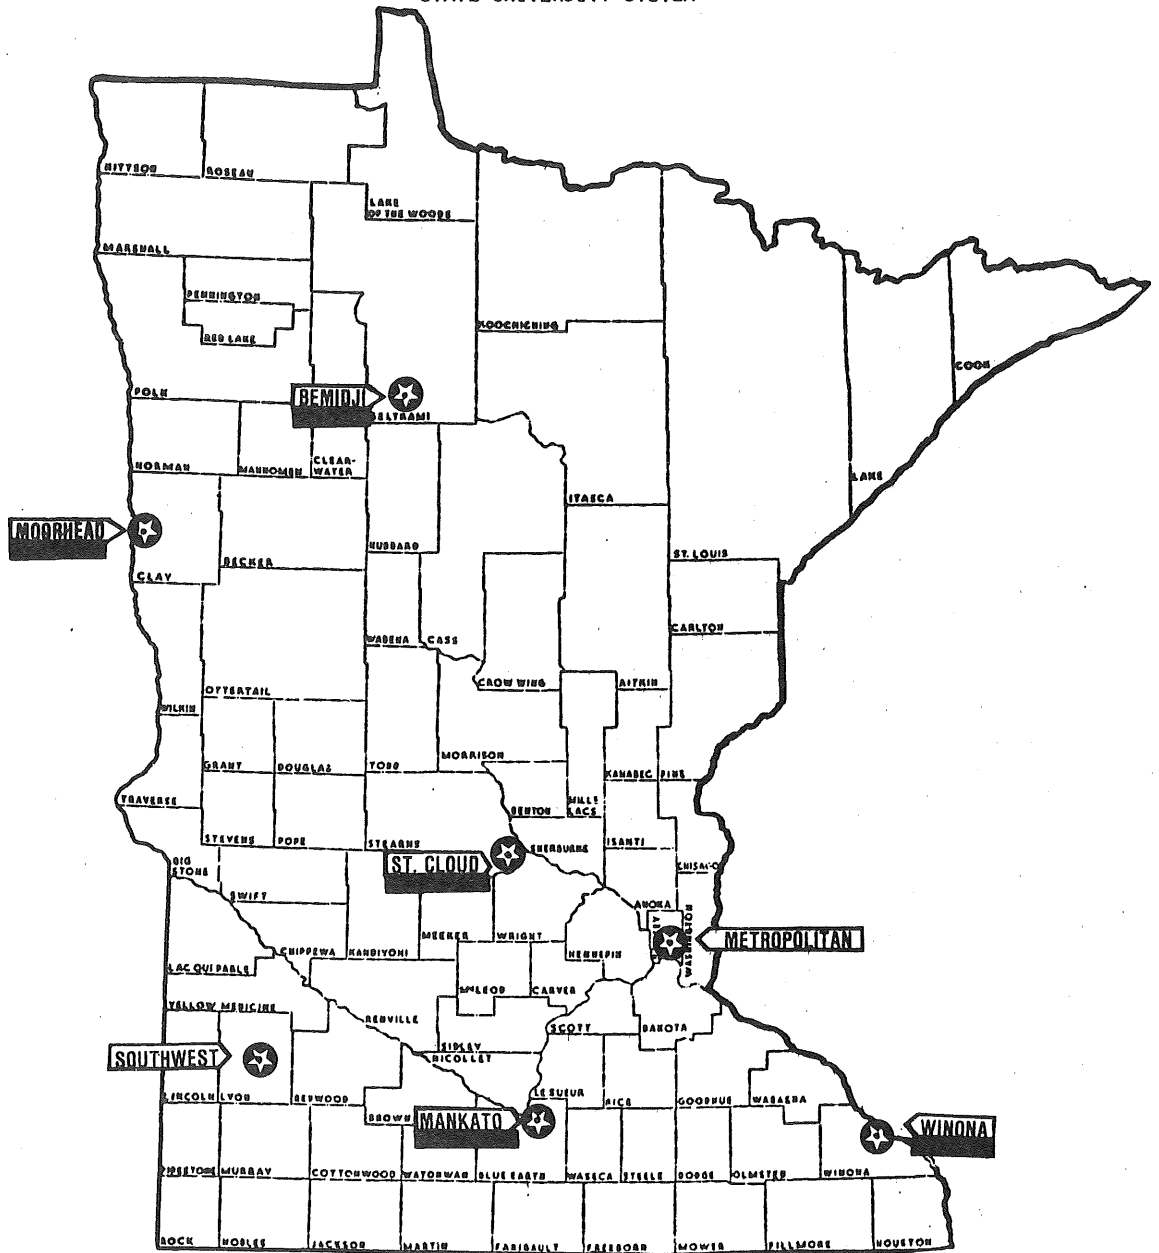 STATE UNIVERSITY SYSTEM
KITTSON
ROSEAU
LAKE
OF THE WOODS
MARSHALL
PENNINGTON
RED LAKE
KOOCHICHING
COOK
POLK
BEMIDJI
BELTRAMI
NORMAN
MAHNOMEN
CLEAR-
WATER
LAKE
ITASCA
MOORHEAD
HUBBARD
BECKER
CLAY
ST. LOUIS
CARLTON
WADENA
CASS
CROW WING
AITKIN
OTTERTAIL
WILKIN
MORRISON
GRANT
DOUGLAS
TODD
KANABEC
PINE
TRAVERSE
BENTON
MILLE
LACS
STEVENS
POPE
STEARNS
SHERBURNE
ISANTI
BIG
STONE
ST. CLOUD
CHISAGO
SWIFT
ANOKA
MEEKER
WRIGHT
WASHINGTON
METROPOLITAN
CHIPPEWA
KANDIYOHI
HENNEPIN
LAC QUI PARLE
McLEOD
CARVER
YELLOW MEDICINE
RENVILLE
SCOTT
DAKOTA
SIBLEY
NICOLLET
SOUTHWEST
LINCOLN
LYON
REDWOOD
LE SUEUR
RICE
GOODHUE
WABASHA
BROWN
MANKATO
WINONA
PIPESTONE
MURRAY
COTTONWOOD
WATONWAN
BLUE EARTH
WASECA
STEELE
DODGE
OLMSTED
WINONA
ROCK
NOBLES
JACKSON
MARTIN
FARIBAULT
FREEBORN
MOWER
FILLMORE
HOUSTON